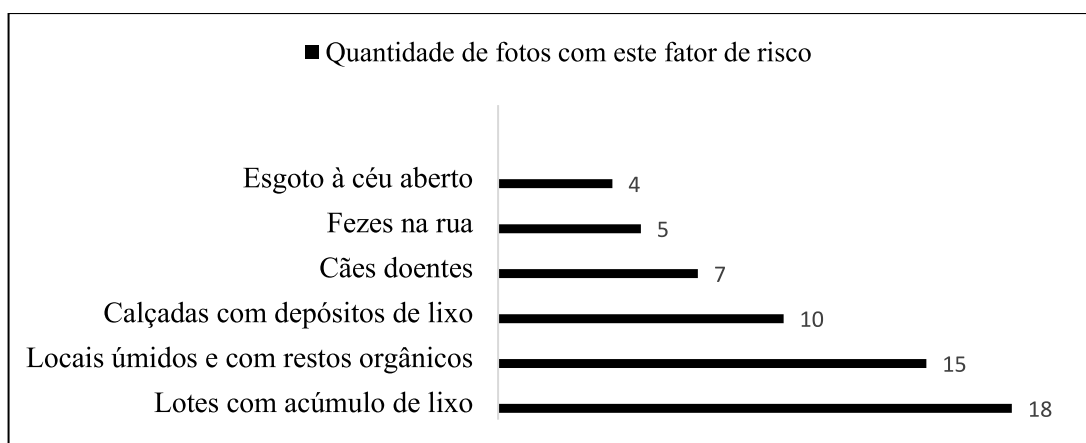 Quantidade de fotos com este fator de risco
Esgoto à céu aberto 4
Fezes na rua 5
Cães doentes 7
Calçadas com depósitos de lixo 10
Locais úmidos e com restos orgânicos 15
Lotes com acúmulo de lixo 18